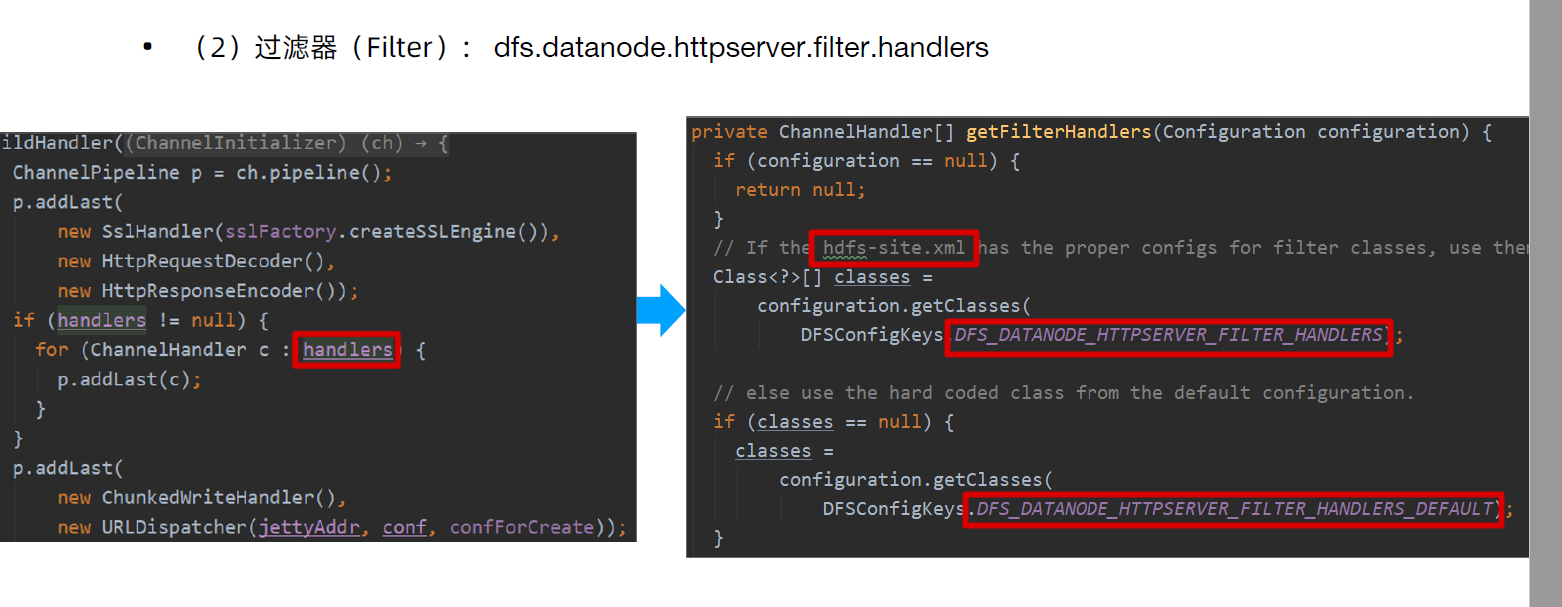 • （2）过滤器（Filter）： dfs.datanode.httpserver.filter.handlers
ildHandler((ChannelInitializer) (ch) → {
ChannelPipeline p = ch.pipeline();
p.addLast(
new SslHandler(sslFactory.createSSLEngine()),
new HttpRequestDecoder(),
new HttpResponseEncoder());
if (handlers != null) {
for (ChannelHandler c : handlers) {
p.addLast(c);
}
}
p.addLast(
new ChunkedWriteHandler(),
new URLDispatcher(jettyAddr, conf, confForCreate));
private ChannelHandler[] getFilterHandlers(Configuration configuration) {
if (configuration == null) {
return null;
}
// If the hdfs-site.xml has the proper configs for filter classes, use them
Class<?>[] classes =
configuration.getClasses(
DFSConfigKeys.DFS_DATANODE_HTTPSERVER_FILTER_HANDLERS);
// else use the hard coded class from the default configuration.
if (classes == null) {
classes =
configuration.getClasses(
DFSConfigKeys.DFS_DATANODE_HTTPSERVER_FILTER_HANDLERS_DEFAULT);
}